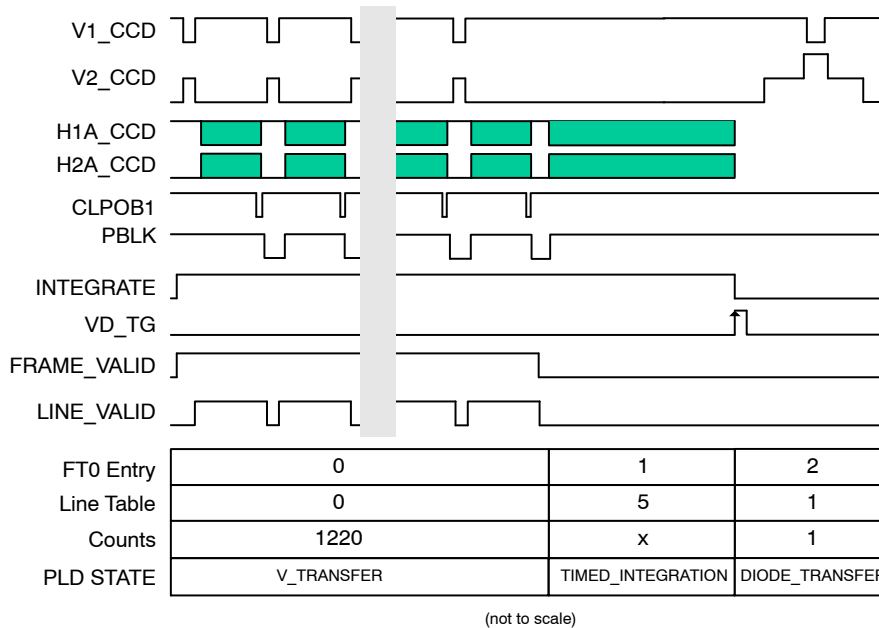 V1_CCD
V2_CCD
H1A_CCD
H2A_CCD
CLPOB1
PBLK
INTEGRATE
VD_TG
FRAME_VALID
LINE_VALID
FT0 Entry 0 1 2
Line Table 0 5 1
Counts 1220 x 1
PLD STATE V_TRANSFER TIMED_INTEGRATION DIODE_TRANSFER
(not to scale)